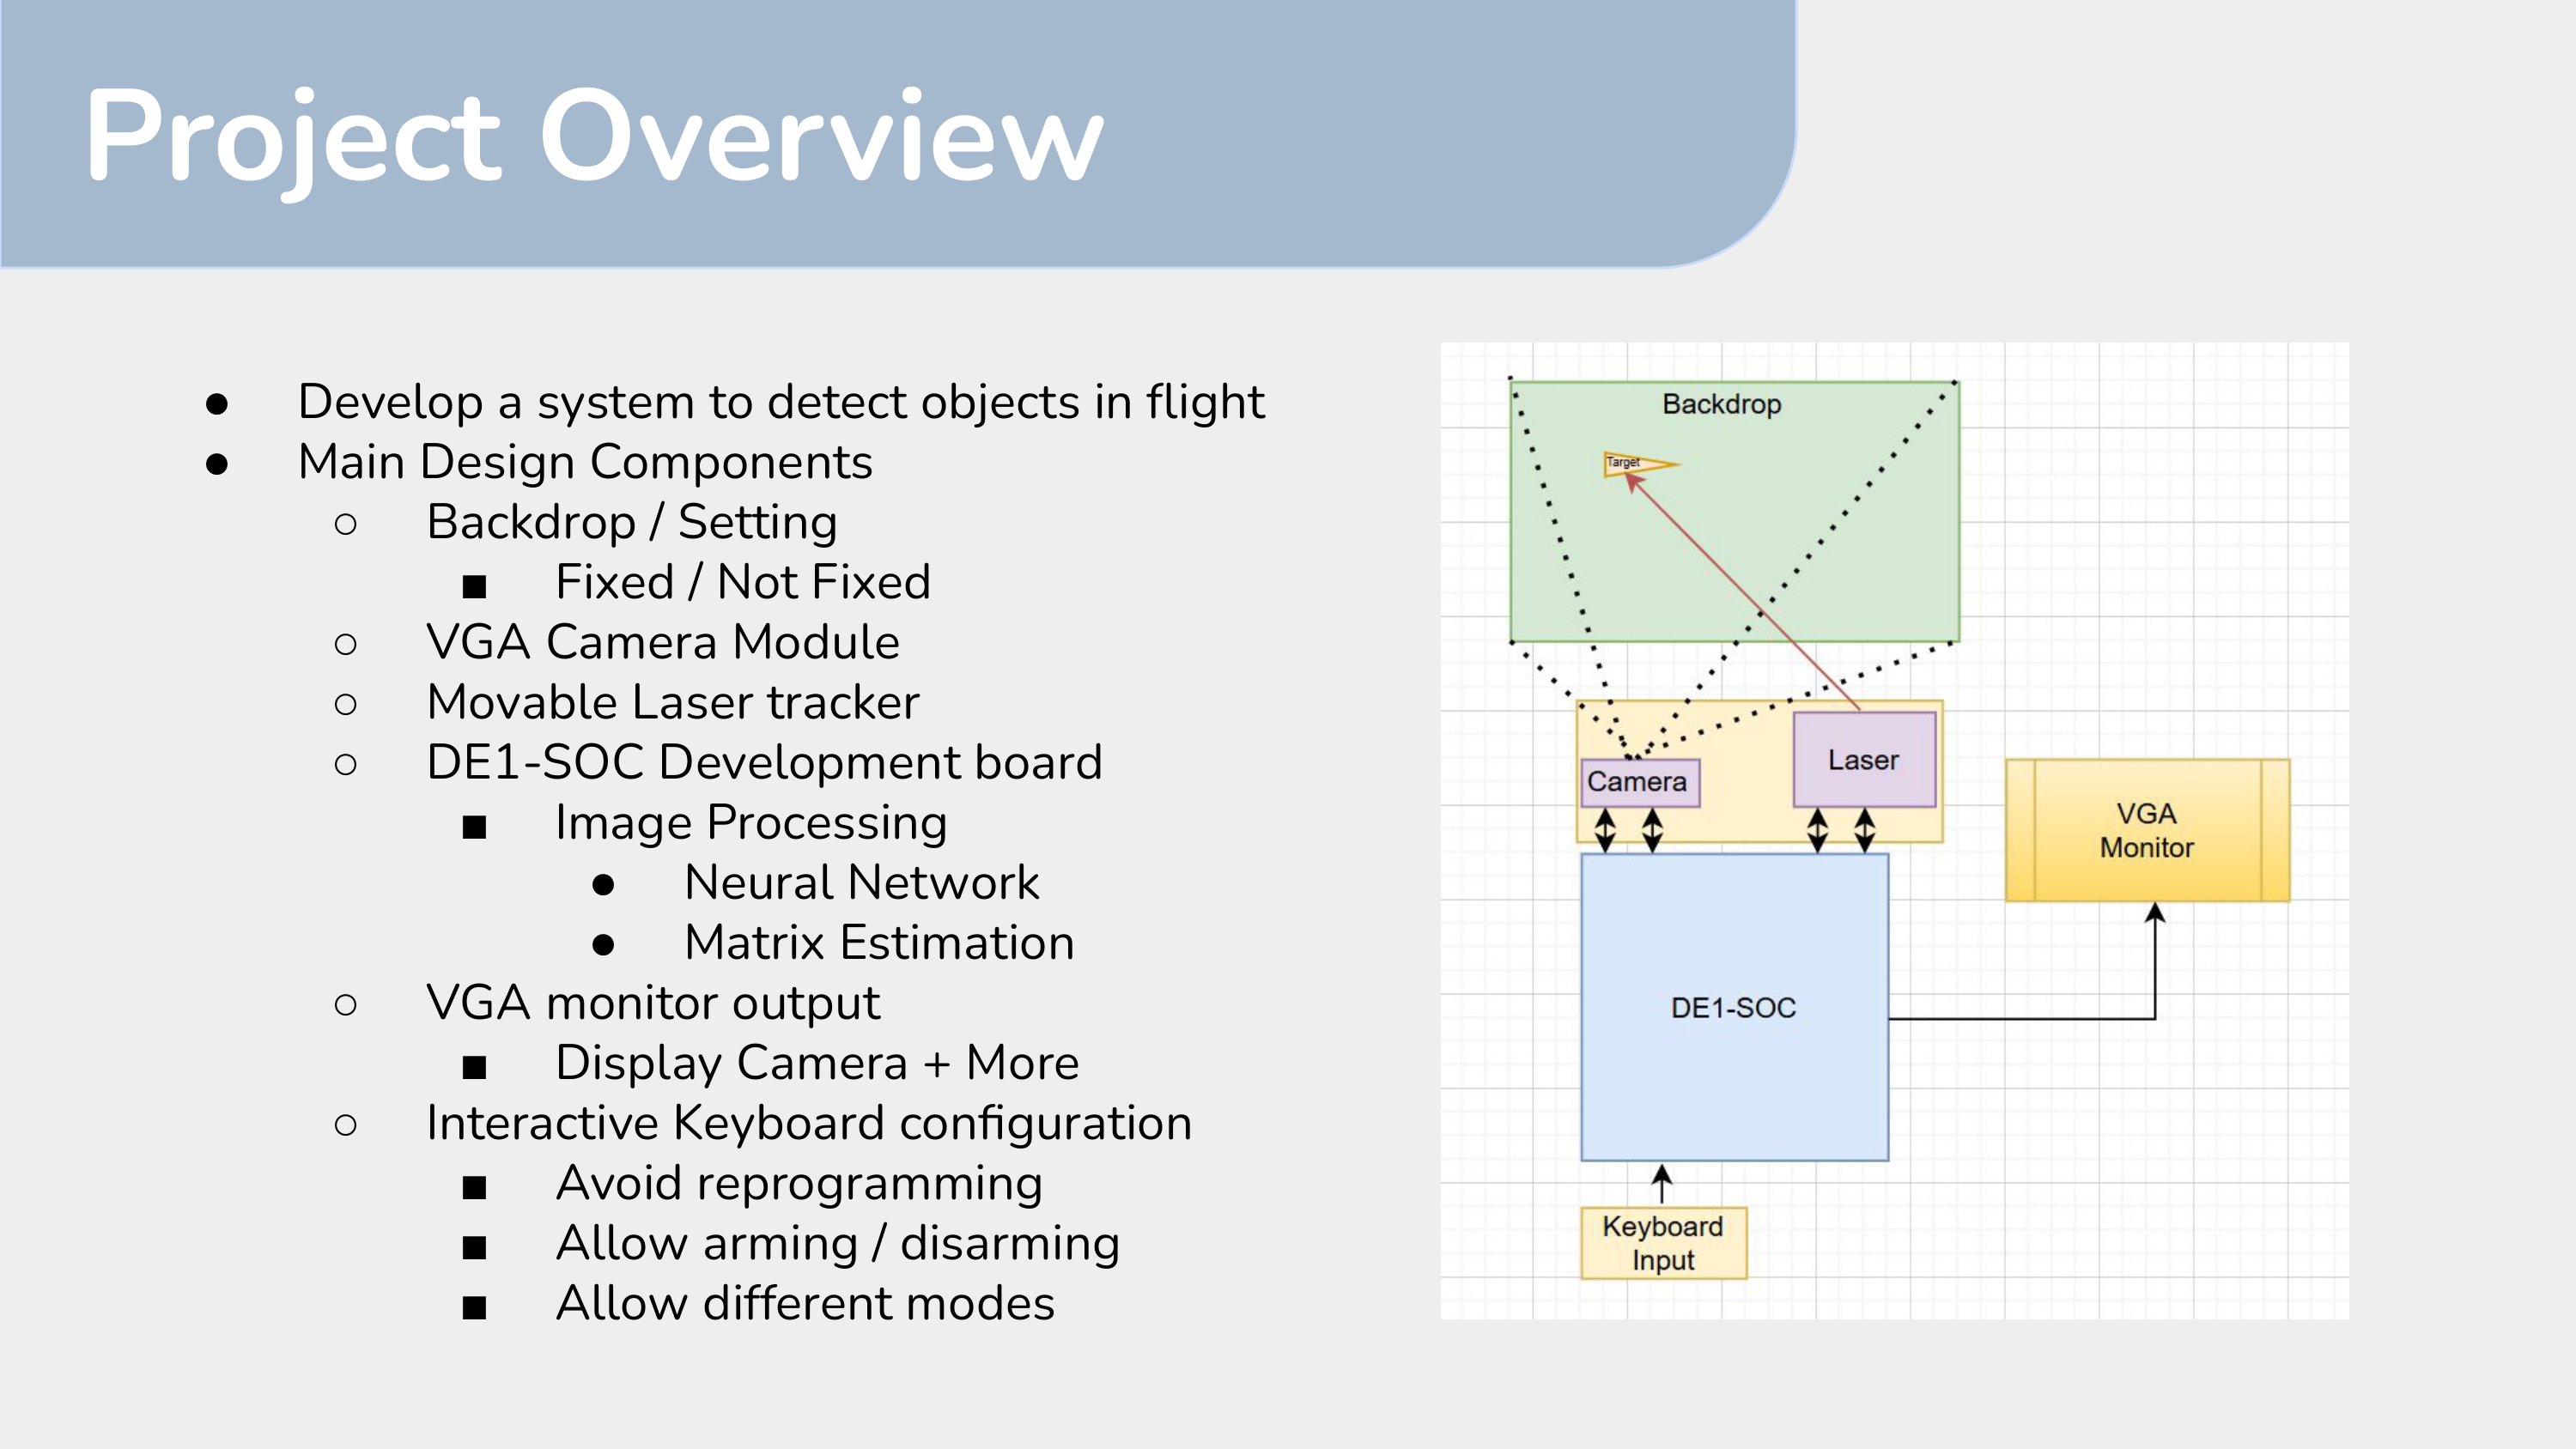 Project Overview
● Develop a system to detect objects in flight
● Main Design Components
○ Backdrop / Setting
■ Fixed / Not Fixed
○ VGA Camera Module
○ Movable Laser tracker
○ DE1-SOC Development board
■ Image Processing
● Neural Network
● Matrix Estimation
○ VGA monitor output
■ Display Camera + More
○ Interactive Keyboard configuration
■ Avoid reprogramming
■ Allow arming / disarming
■ Allow different modes
Backdrop
Target
Camera
Laser
VGA
Monitor
DE1-SOC
Keyboard
Input